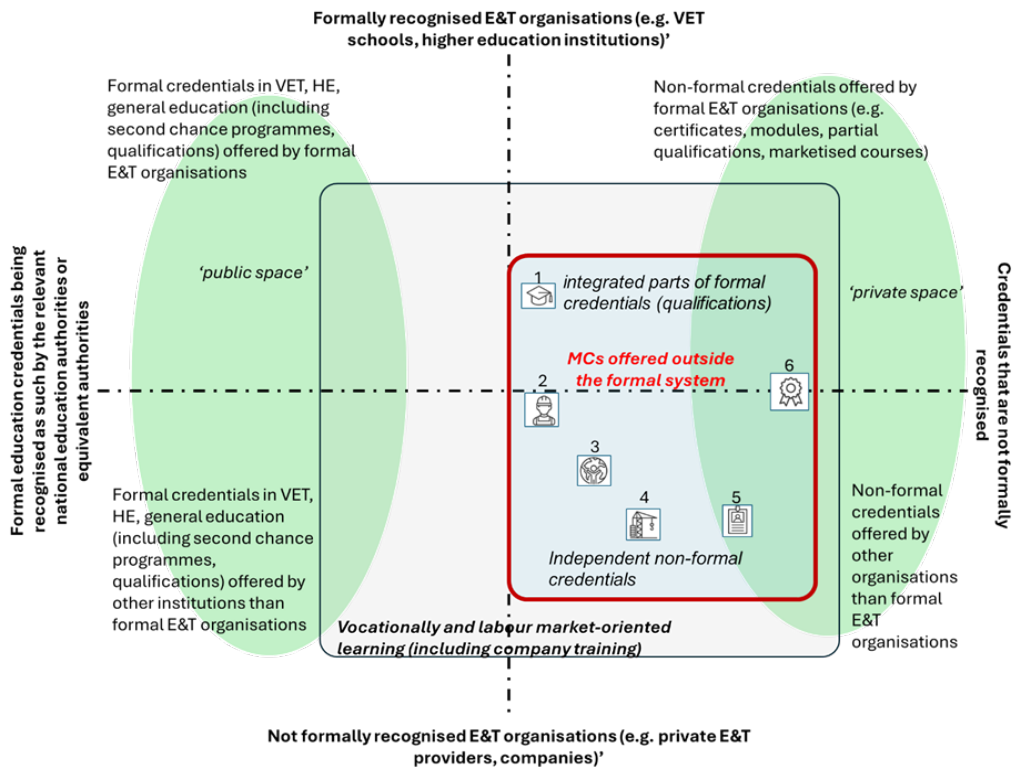 Formally recognised E&T organisations (e.g. VET
schools, higher education institutions)’
Formal credentials in VET, HE,
general education (including
second chance programmes,
qualifications) offered by formal
E&T organisations
Non-formal credentials offered by
formal E&T organisations (e.g.
certificates, modules, partial
qualifications, marketised courses)
Formal education credentials being
recognised as such by the relevant
national education authorities or
equivalent authorities
‘public space’
1
integrated parts of formal
credentials (qualifications)
‘private space’
MCs offered outside
the formal system
6
2
3
4
5
Independent non-formal
credentials
Credentials that are not formally
recognised
Formal credentials in VET,
HE, general education
(including second chance
programmes,
qualifications) offered by
other institutions than
formal E&T organisations
Non-formal
credentials
offered by
other
organisations
than formal
E&T
organisations
Vocationally and labour market-oriented
learning (including company training)
Not formally recognised E&T organisations (e.g. private E&T
providers, companies)’